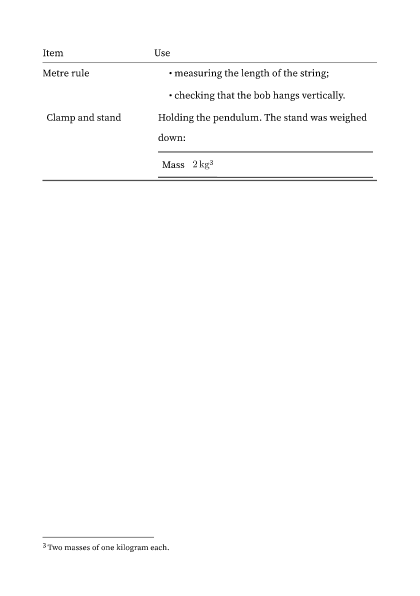 Item Use
Metre rule • measuring the length of the string;
• checking that the bob hangs vertically.
Clamp and stand Holding the pendulum. The stand was weighed
down:
Mass 2 kg³
³ Two masses of one kilogram each.